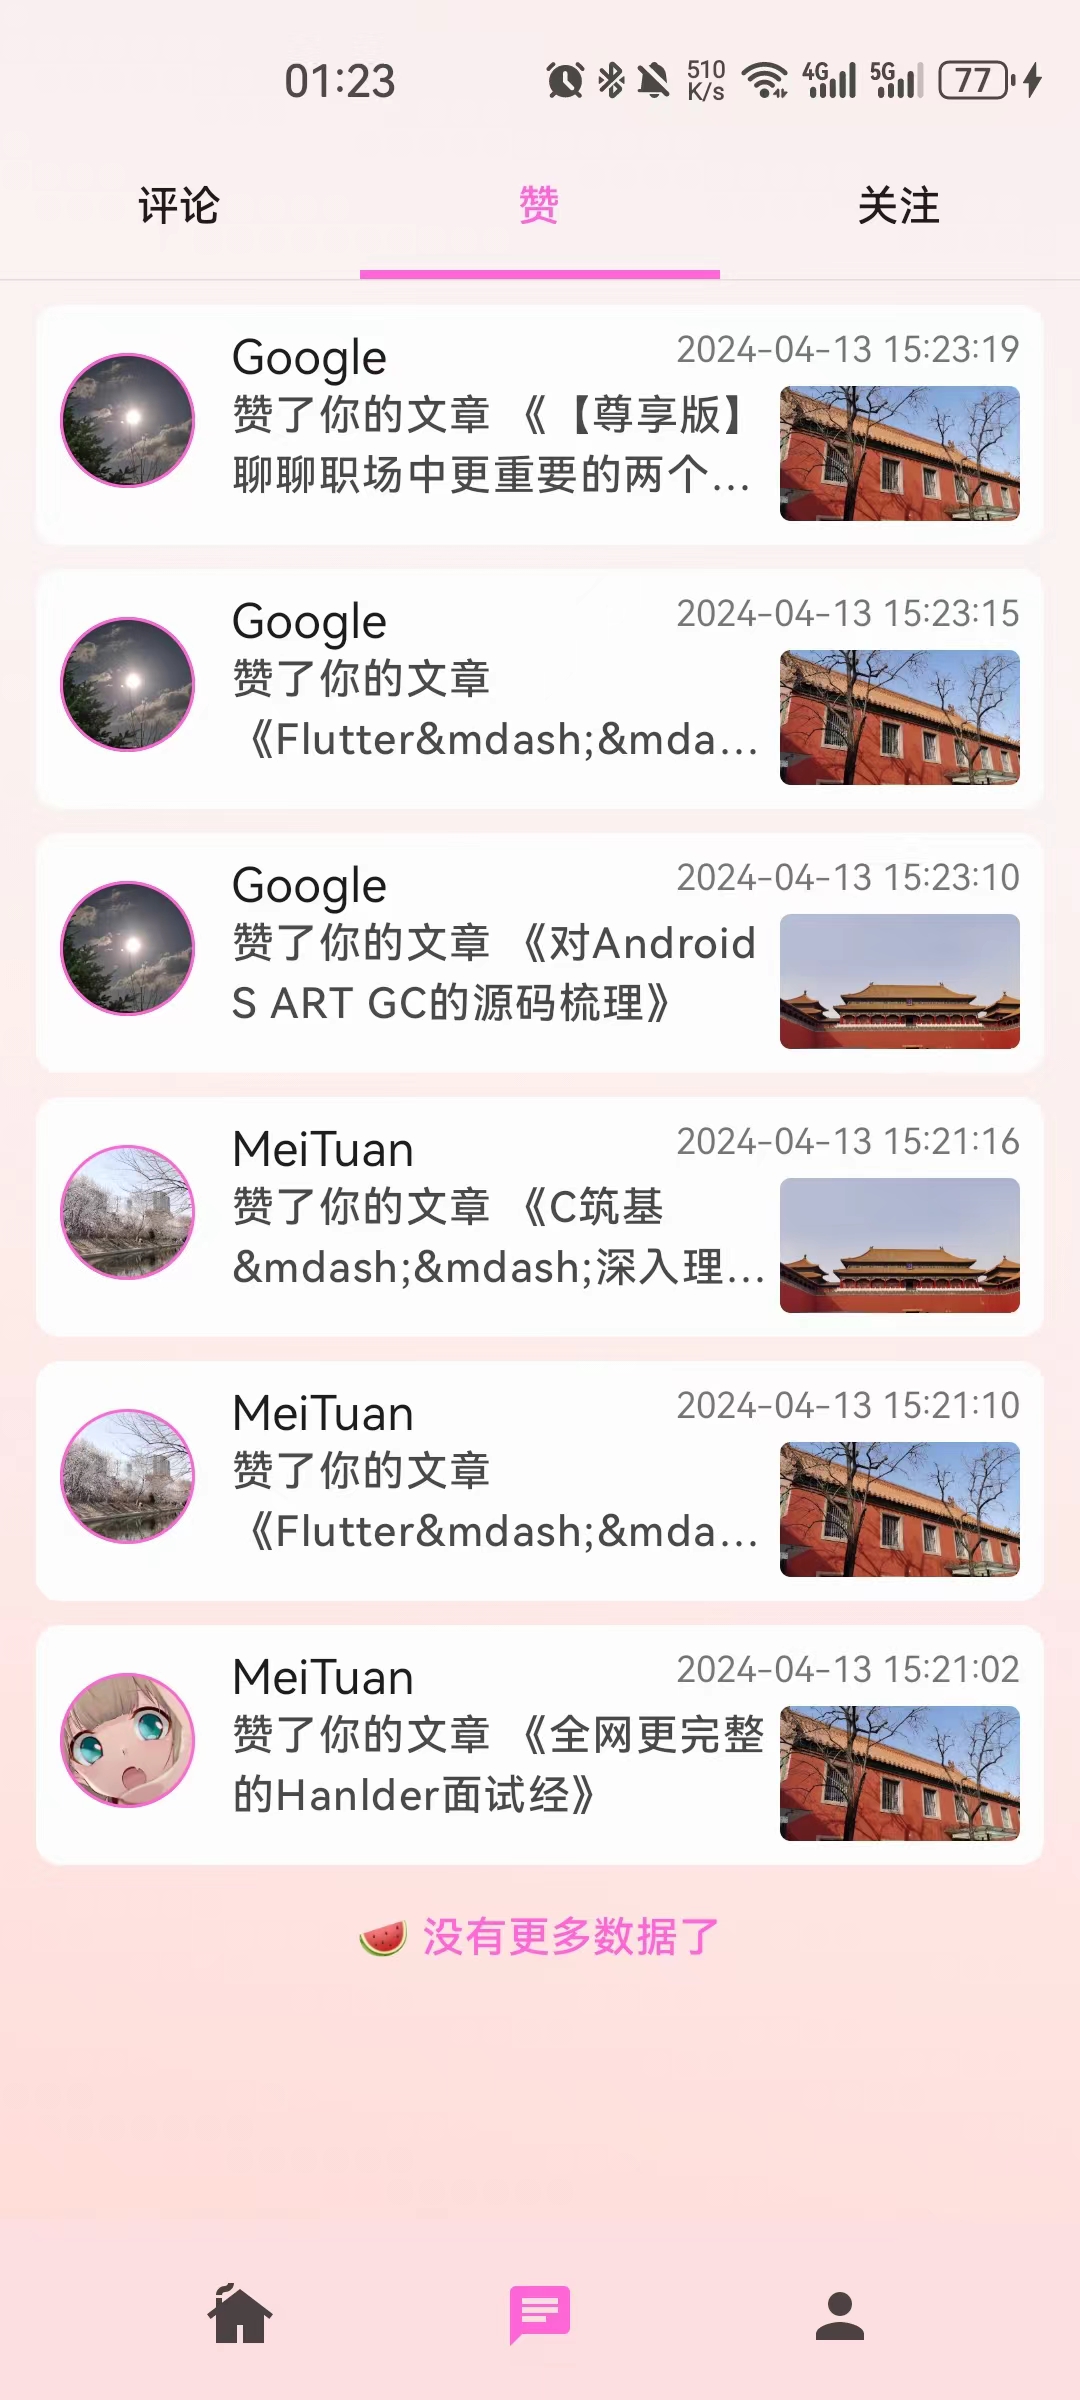 01:23 510 K/s 4G 5G 77
评论 赞 关注
Google 2024-04-13 15:23:19
赞了你的文章 《【尊享版】
聊聊职场中更重要的两个...
Google 2024-04-13 15:23:15
赞了你的文章
《Flutter&mdash;&mda...
Google 2024-04-13 15:23:10
赞了你的文章 《对Android
S ART GC的源码梳理》
MeiTuan 2024-04-13 15:21:16
赞了你的文章 《C筑基
&mdash;&mdash;深入理...
MeiTuan 2024-04-13 15:21:10
赞了你的文章
《Flutter&mdash;&mda...
MeiTuan 2024-04-13 15:21:02
赞了你的文章 《全网更完整
的Hanlder面试经》
🍉 没有更多数据了